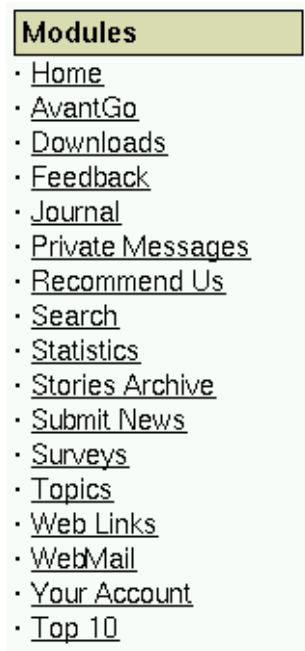 Modules
· Home
· AvantGo
· Downloads
· Feedback
· Journal
· Private Messages
· Recommend Us
· Search
· Statistics
· Stories Archive
· Submit News
· Surveys
· Topics
· Web Links
· WebMail
· Your Account
· Top 10